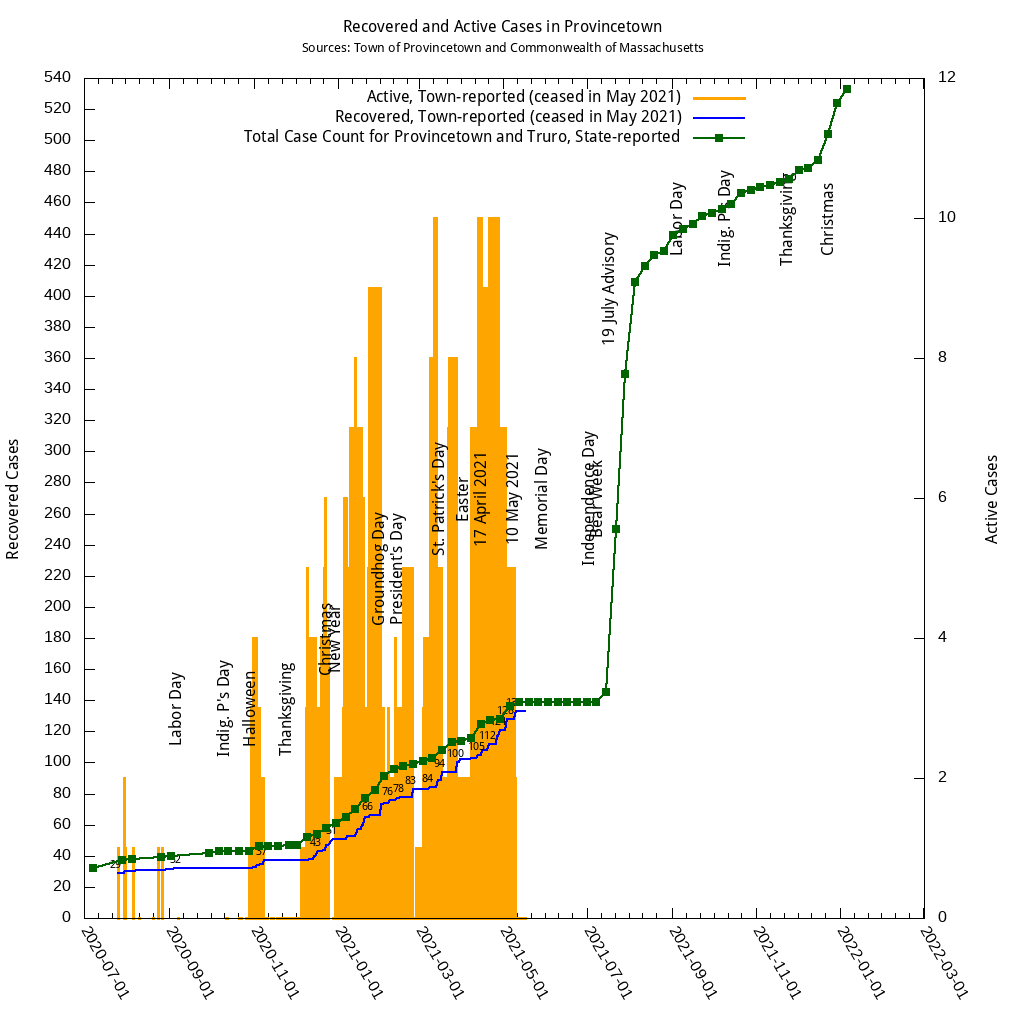 Recovered and Active Cases in Provincetown
Sources: Town of Provincetown and Commonwealth of Massachusetts
Active, Town-reported (ceased in May 2021)
Recovered, Town-reported (ceased in May 2021)
Total Case Count for Provincetown and Truro, State-reported
540
520
500
480
460
440
420
400
380
360
340
320
300
280
260
240
220
200
180
160
140
120
100
80
60
40
20
0
Recovered Cases
12
10
8
6
4
2
0
Active Cases
Labor Day
Indig. P's Day
Halloween
Thanksgiving
Christmas
New Year
Groundhog Day
President's Day
St. Patrick's Day
Easter
17 April 2021
10 May 2021
Memorial Day
Independence Day
Bear Week
19 July Advisory
Labor Day
Indig. P's Day
Thanksgiving
Christmas
29
32
37
43
51
66
76
78
83
84
94
100
105
112
128
2020-07-01
2020-09-01
2020-11-01
2021-01-01
2021-03-01
2021-05-01
2021-07-01
2021-09-01
2021-11-01
2022-01-01
2022-03-01